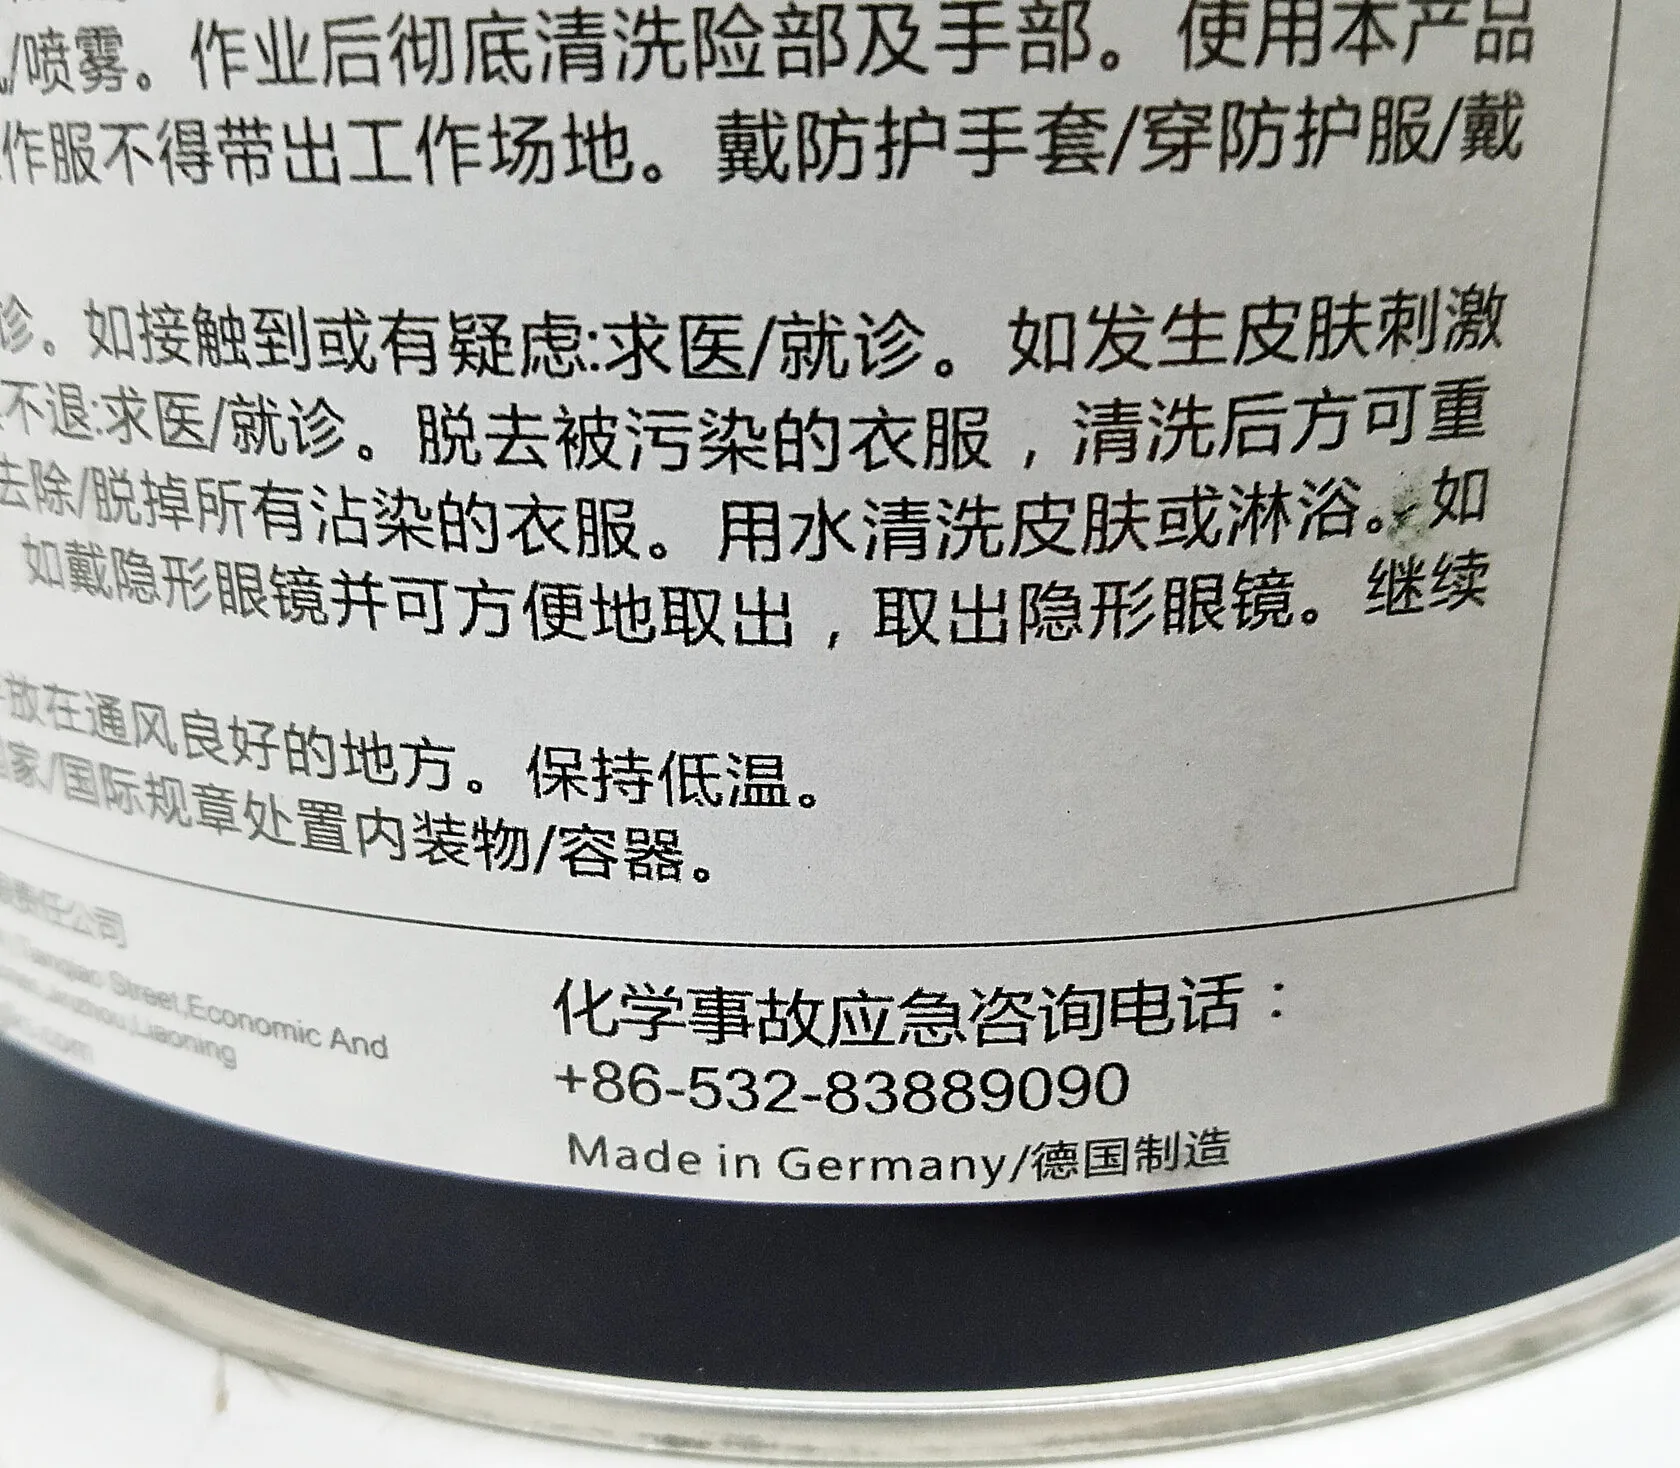 /喷雾。作业后彻底清洗险部及手部。使用本产品
作服不得带出工作场地。戴防护手套/穿防护服/戴
诊。如接触到或有疑虑:求医/就诊。如发生皮肤刺激
不退:求医/就诊。脱去被污染的衣服，清洗后方可重
去除/脱掉所有沾染的衣服。用水清洗皮肤或淋浴。如
如戴隐形眼镜并可方便地取出，取出隐形眼镜。继续
放在通风良好的地方。保持低温。
家/国际规章处置内装物/容器。
责任公司
Street,Economic And
Liaoning
.com
化学事故应急咨询电话：
+86-532-83889090
Made in Germany/德国制造